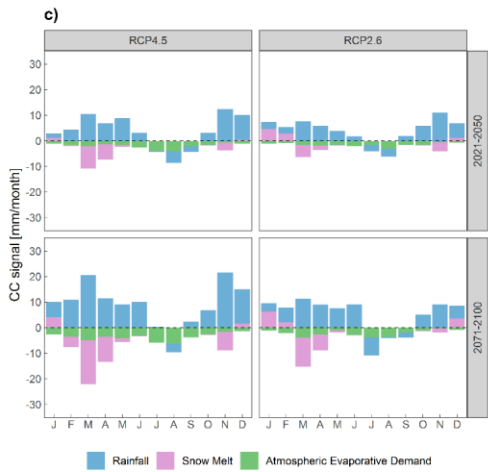 c)
RCP4.5
RCP2.6
CC signal [mm/month]
30
20
10
0
-10
-20
-30
2021-2050
30
20
10
0
-10
-20
-30
2071-2100
J F M A M J J A S O N D
J F M A M J J A S O N D
Rainfall
Snow Melt
Atmospheric Evaporative Demand